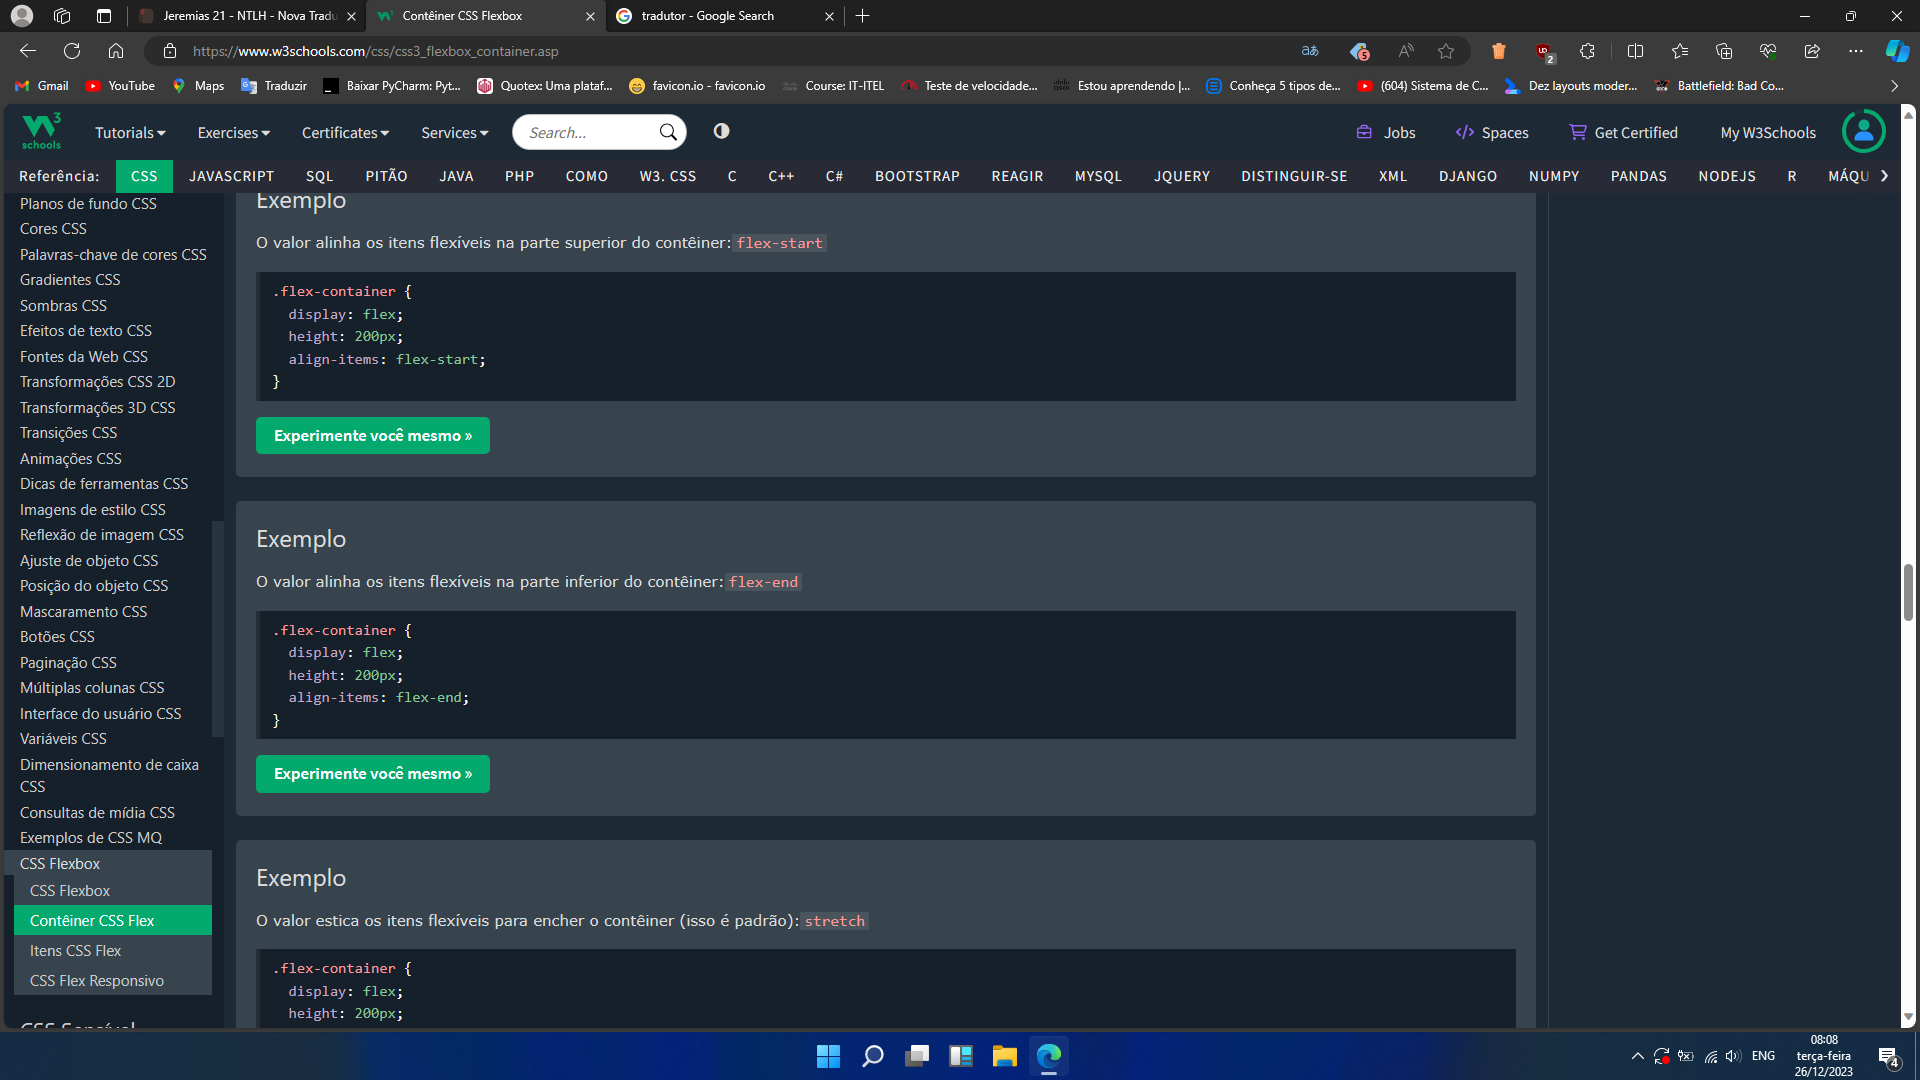 Jeremias 21 - NTLH - Nova Tradu
Contêiner CSS Flexbox
tradutor - Google Search
https://www.w3schools.com/css/css3_flexbox_container.asp
Gmail
YouTube
Maps
Traduzir
Baixar PyCharm: Pyt...
Quotex: Uma plataf...
favicon.io - favicon.io
Course: IT-ITEL
Teste de velocidade...
Estou aprendendo |...
Conheça 5 tipos de...
(604) Sistema de C...
Dez layouts moder...
Battlefield: Bad Co...
W3 schools
Tutorials
Exercises
Certificates
Services
Search...
Jobs
Spaces
Get Certified
My W3Schools
Referência:
CSS
JAVASCRIPT
SQL
PITÃO
JAVA
PHP
COMO
W3. CSS
C
C++
C#
BOOTSTRAP
REAGIR
MYSQL
JQUERY
DISTINGUIR-SE
XML
DJANGO
NUMPY
PANDAS
NODEJS
R
MÁQU
Planos de fundo CSS
Cores CSS
Palavras-chave de cores CSS
Gradientes CSS
Sombras CSS
Efeitos de texto CSS
Fontes da Web CSS
Transformações CSS 2D
Transformações 3D CSS
Transições CSS
Animações CSS
Dicas de ferramentas CSS
Imagens de estilo CSS
Reflexão de imagem CSS
Ajuste de objeto CSS
Posição do objeto CSS
Mascaramento CSS
Botões CSS
Paginação CSS
Múltiplas colunas CSS
Interface do usuário CSS
Variáveis CSS
Dimensionamento de caixa
CSS
Consultas de mídia CSS
Exemplos de CSS MQ
CSS Flexbox
CSS Flexbox
Contêiner CSS Flex
Itens CSS Flex
CSS Flex Responsivo
CSS Sensível
Exemplo
O valor alinha os itens flexíveis na parte superior do contêiner: flex-start
.flex-container {
display: flex;
height: 200px;
align-items: flex-start;
}
Experimente você mesmo »
Exemplo
O valor alinha os itens flexíveis na parte inferior do contêiner: flex-end
.flex-container {
display: flex;
height: 200px;
align-items: flex-end;
}
Experimente você mesmo »
Exemplo
O valor estica os itens flexíveis para encher o contêiner (isso é padrão): stretch
.flex-container {
display: flex;
height: 200px;
ENG
08:08
terça-feira
26/12/2023
4